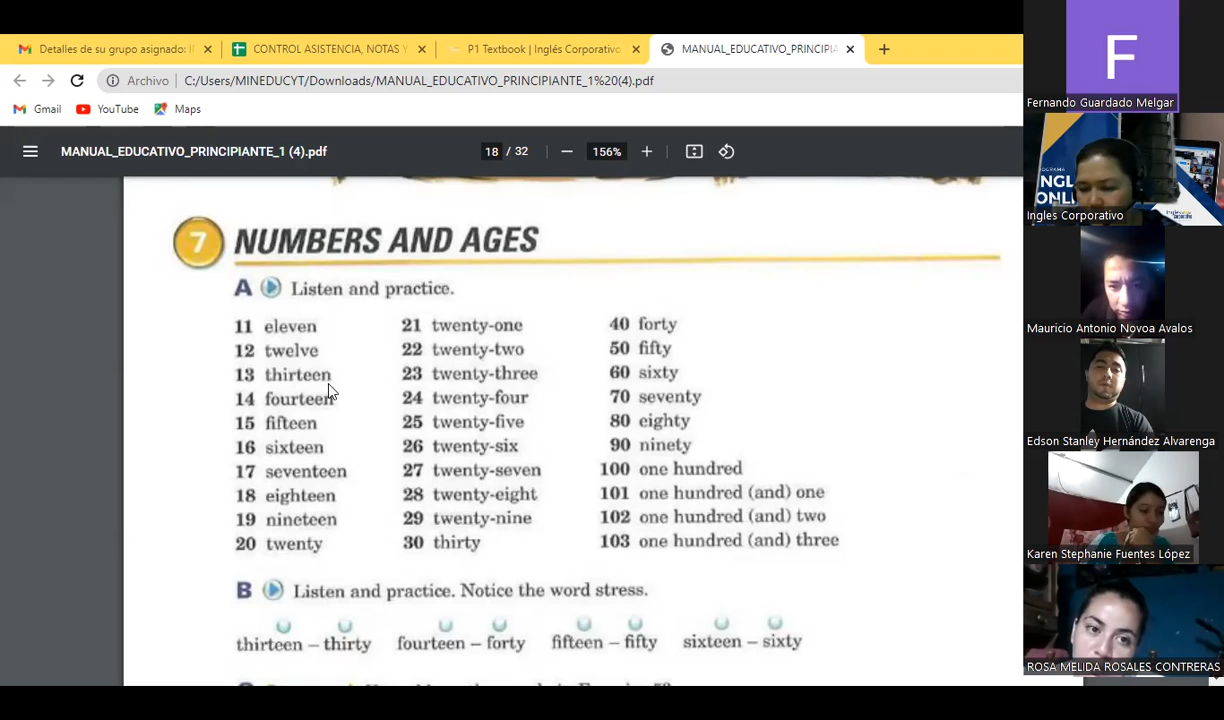 Detalles de su grupo asignado: I
CONTROL ASISTENCIA, NOTAS Y
P1 Textbook | Inglés Corporativo
MANUAL_EDUCATIVO_PRINCIPIA
Archivo C:/Users/MINEDUCYT/Downloads/MANUAL_EDUCATIVO_PRINCIPIANTE_1%20(4).pdf
Gmail YouTube Maps
MANUAL_EDUCATIVO_PRINCIPIANTE_1 (4).pdf 18 / 32 156%
7 NUMBERS AND AGES
A Listen and practice.
11 eleven 21 twenty-one 40 forty
12 twelve 22 twenty-two 50 fifty
13 thirteen 23 twenty-three 60 sixty
14 fourteen 24 twenty-four 70 seventy
15 fifteen 25 twenty-five 80 eighty
16 sixteen 26 twenty-six 90 ninety
17 seventeen 27 twenty-seven 100 one hundred
18 eighteen 28 twenty-eight 101 one hundred (and) one
19 nineteen 29 twenty-nine 102 one hundred (and) two
20 twenty 30 thirty 103 one hundred (and) three
B Listen and practice. Notice the word stress.
thirteen – thirty fourteen – forty fifteen – fifty sixteen – sixty
F
Fernando Guardado Melgar
Ingles Corporativo
Mauricio Antonio Novoa Avalos
Edson Stanley Hernández Alvarenga
Karen Stephanie Fuentes López
ROSA MELIDA ROSALES CONTRERAS